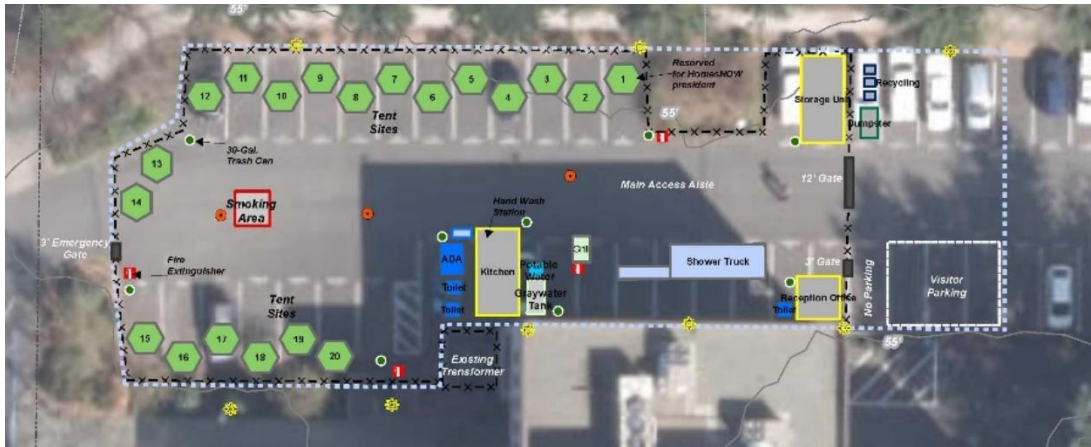 55'
11
9
7
5
3
1
12
10
8
6
4
2
Reserved
for HomesNOW
president
Tent
Sites
55'
Storage Unit
Recycling
Dumpster
30-Gal.
Trash Can
13
14
Smoking
Area
Main Access Aisle
12' Gate
Hand Wash
Station
3' Emergency
Gate
Fire
Extinguisher
ADA
Toilet
Toilet
Kitchen
Potable
Water
Graywater
Tank
Grill
Shower Truck
3' Gate
Reception Office
Toilet
No Parking
Visitor
Parking
Tent
Sites
15
16
17
18
19
20
Existing
Transformer
55'